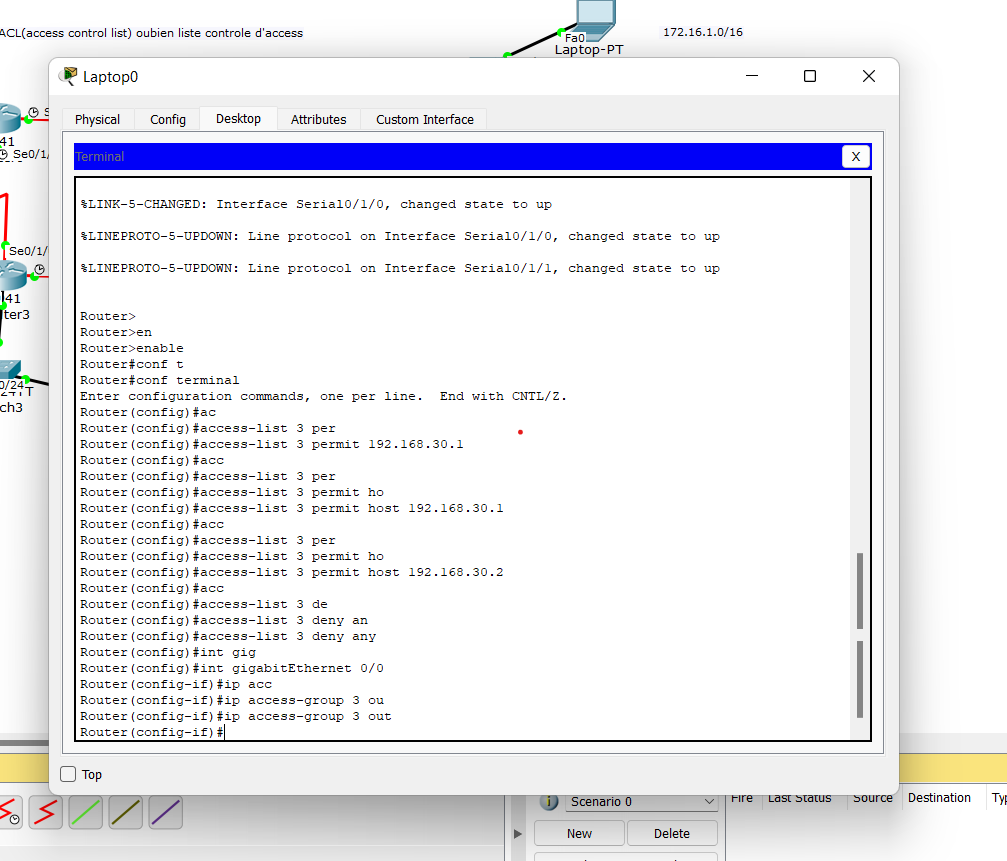 ACL(access control list) oubien liste controle d'access
172.16.1.0/16
Fa0
Laptop-PT
Laptop0
Physical
Config
Desktop
Attributes
Custom Interface
Terminal
X
%LINK-5-CHANGED: Interface Serial0/1/0, changed state to up
%LINEPROTO-5-UPDOWN: Line protocol on Interface Serial0/1/0, changed state to up
%LINEPROTO-5-UPDOWN: Line protocol on Interface Serial0/1/1, changed state to up
Router>
Router>en
Router>enable
Router#conf t
Router#conf terminal
Enter configuration commands, one per line.  End with CNTL/Z.
Router(config)#ac
Router(config)#access-list 3 per
Router(config)#access-list 3 permit 192.168.30.1
Router(config)#acc
Router(config)#access-list 3 per
Router(config)#access-list 3 permit ho
Router(config)#access-list 3 permit host 192.168.30.1
Router(config)#acc
Router(config)#access-list 3 per
Router(config)#access-list 3 permit ho
Router(config)#access-list 3 permit host 192.168.30.2
Router(config)#acc
Router(config)#access-list 3 de
Router(config)#access-list 3 deny an
Router(config)#access-list 3 deny any
Router(config)#int gig
Router(config)#int gigabitEthernet 0/0
Router(config-if)#ip acc
Router(config-if)#ip access-group 3 ou
Router(config-if)#ip access-group 3 out
Router(config-if)#
Top
41
Se0/1/
Se0/1/
41
ter3
0/24
ch3
Scenario 0
New
Delete
Fire
Last Status
Source
Destination
Ty